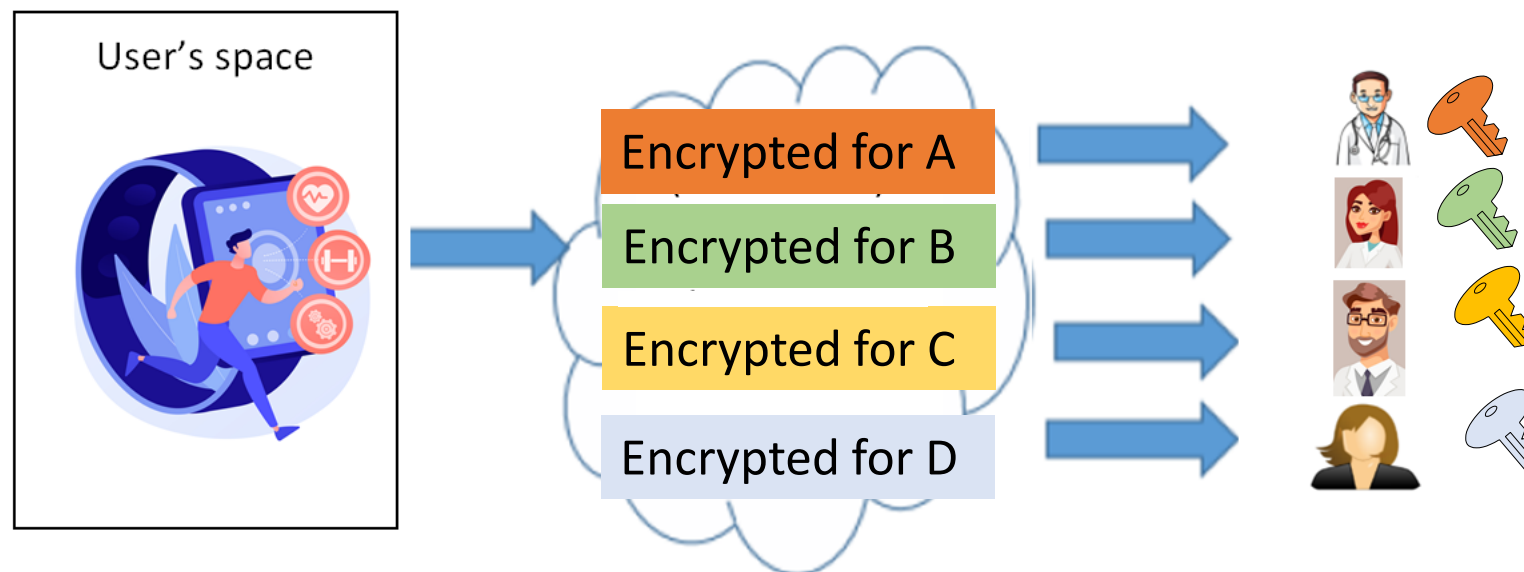 User’s space
Encrypted for A
Encrypted for B
Encrypted for C
Encrypted for D